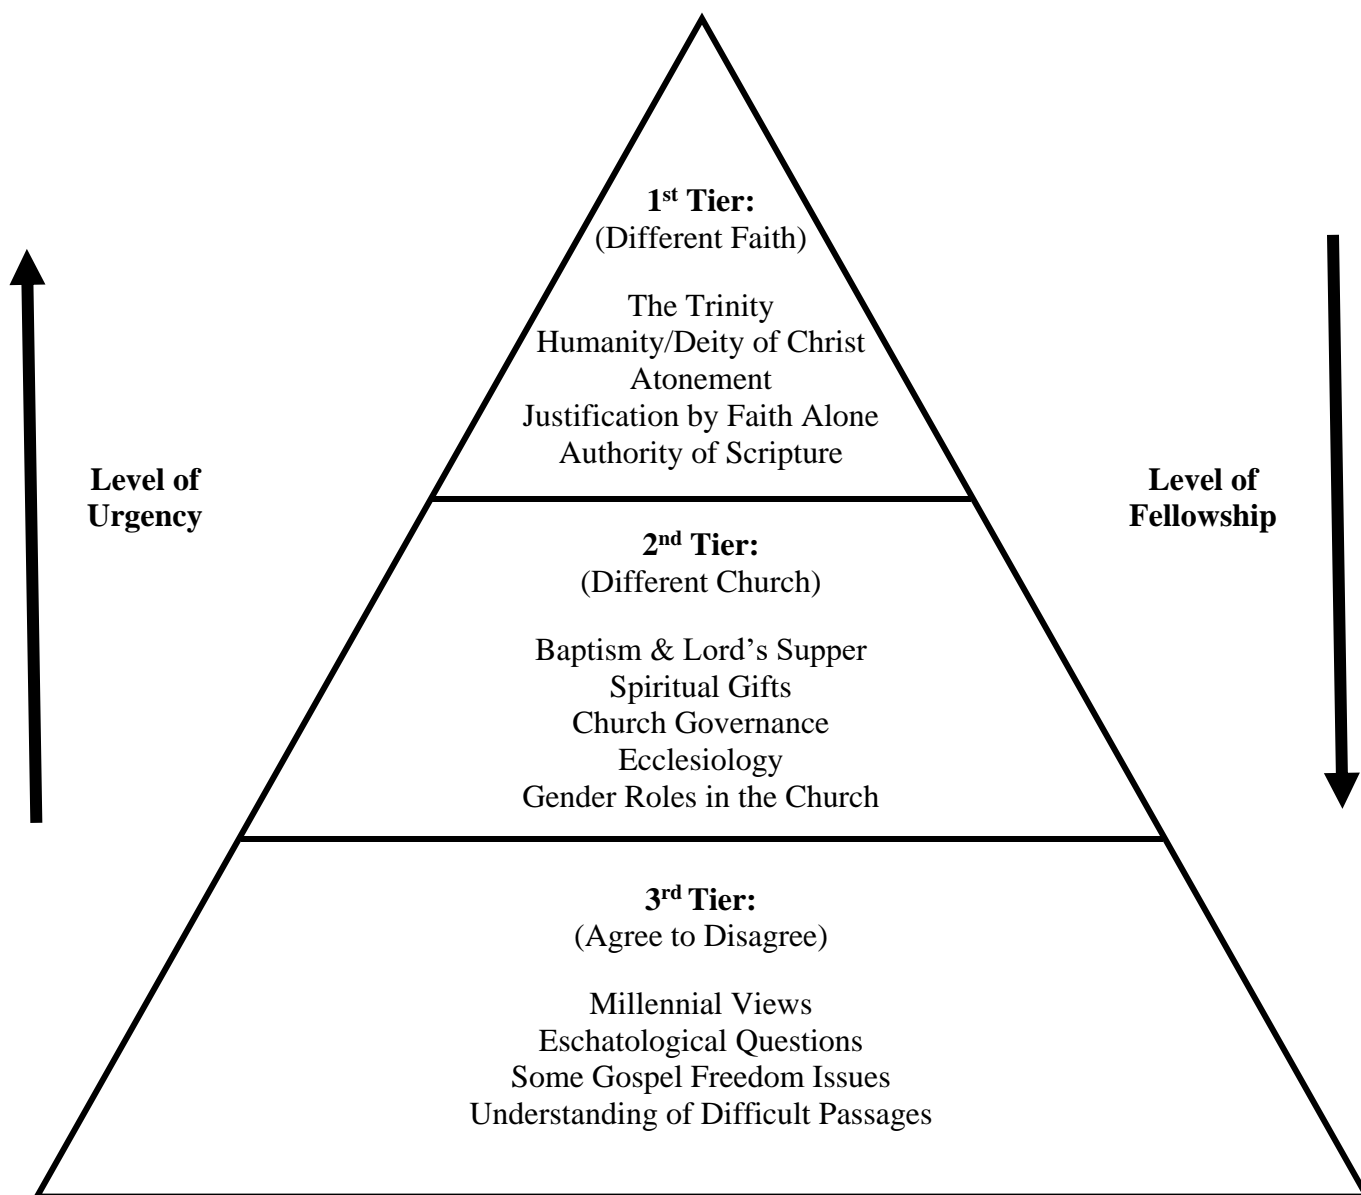 1st Tier:
(Different Faith)
The Trinity
Humanity/Deity of Christ
Atonement
Justification by Faith Alone
Authority of Scripture
Level of
Urgency
Level of
Fellowship
2nd Tier:
(Different Church)
Baptism & Lord’s Supper
Spiritual Gifts
Church Governance
Ecclesiology
Gender Roles in the Church
3rd Tier:
(Agree to Disagree)
Millennial Views
Eschatological Questions
Some Gospel Freedom Issues
Understanding of Difficult Passages